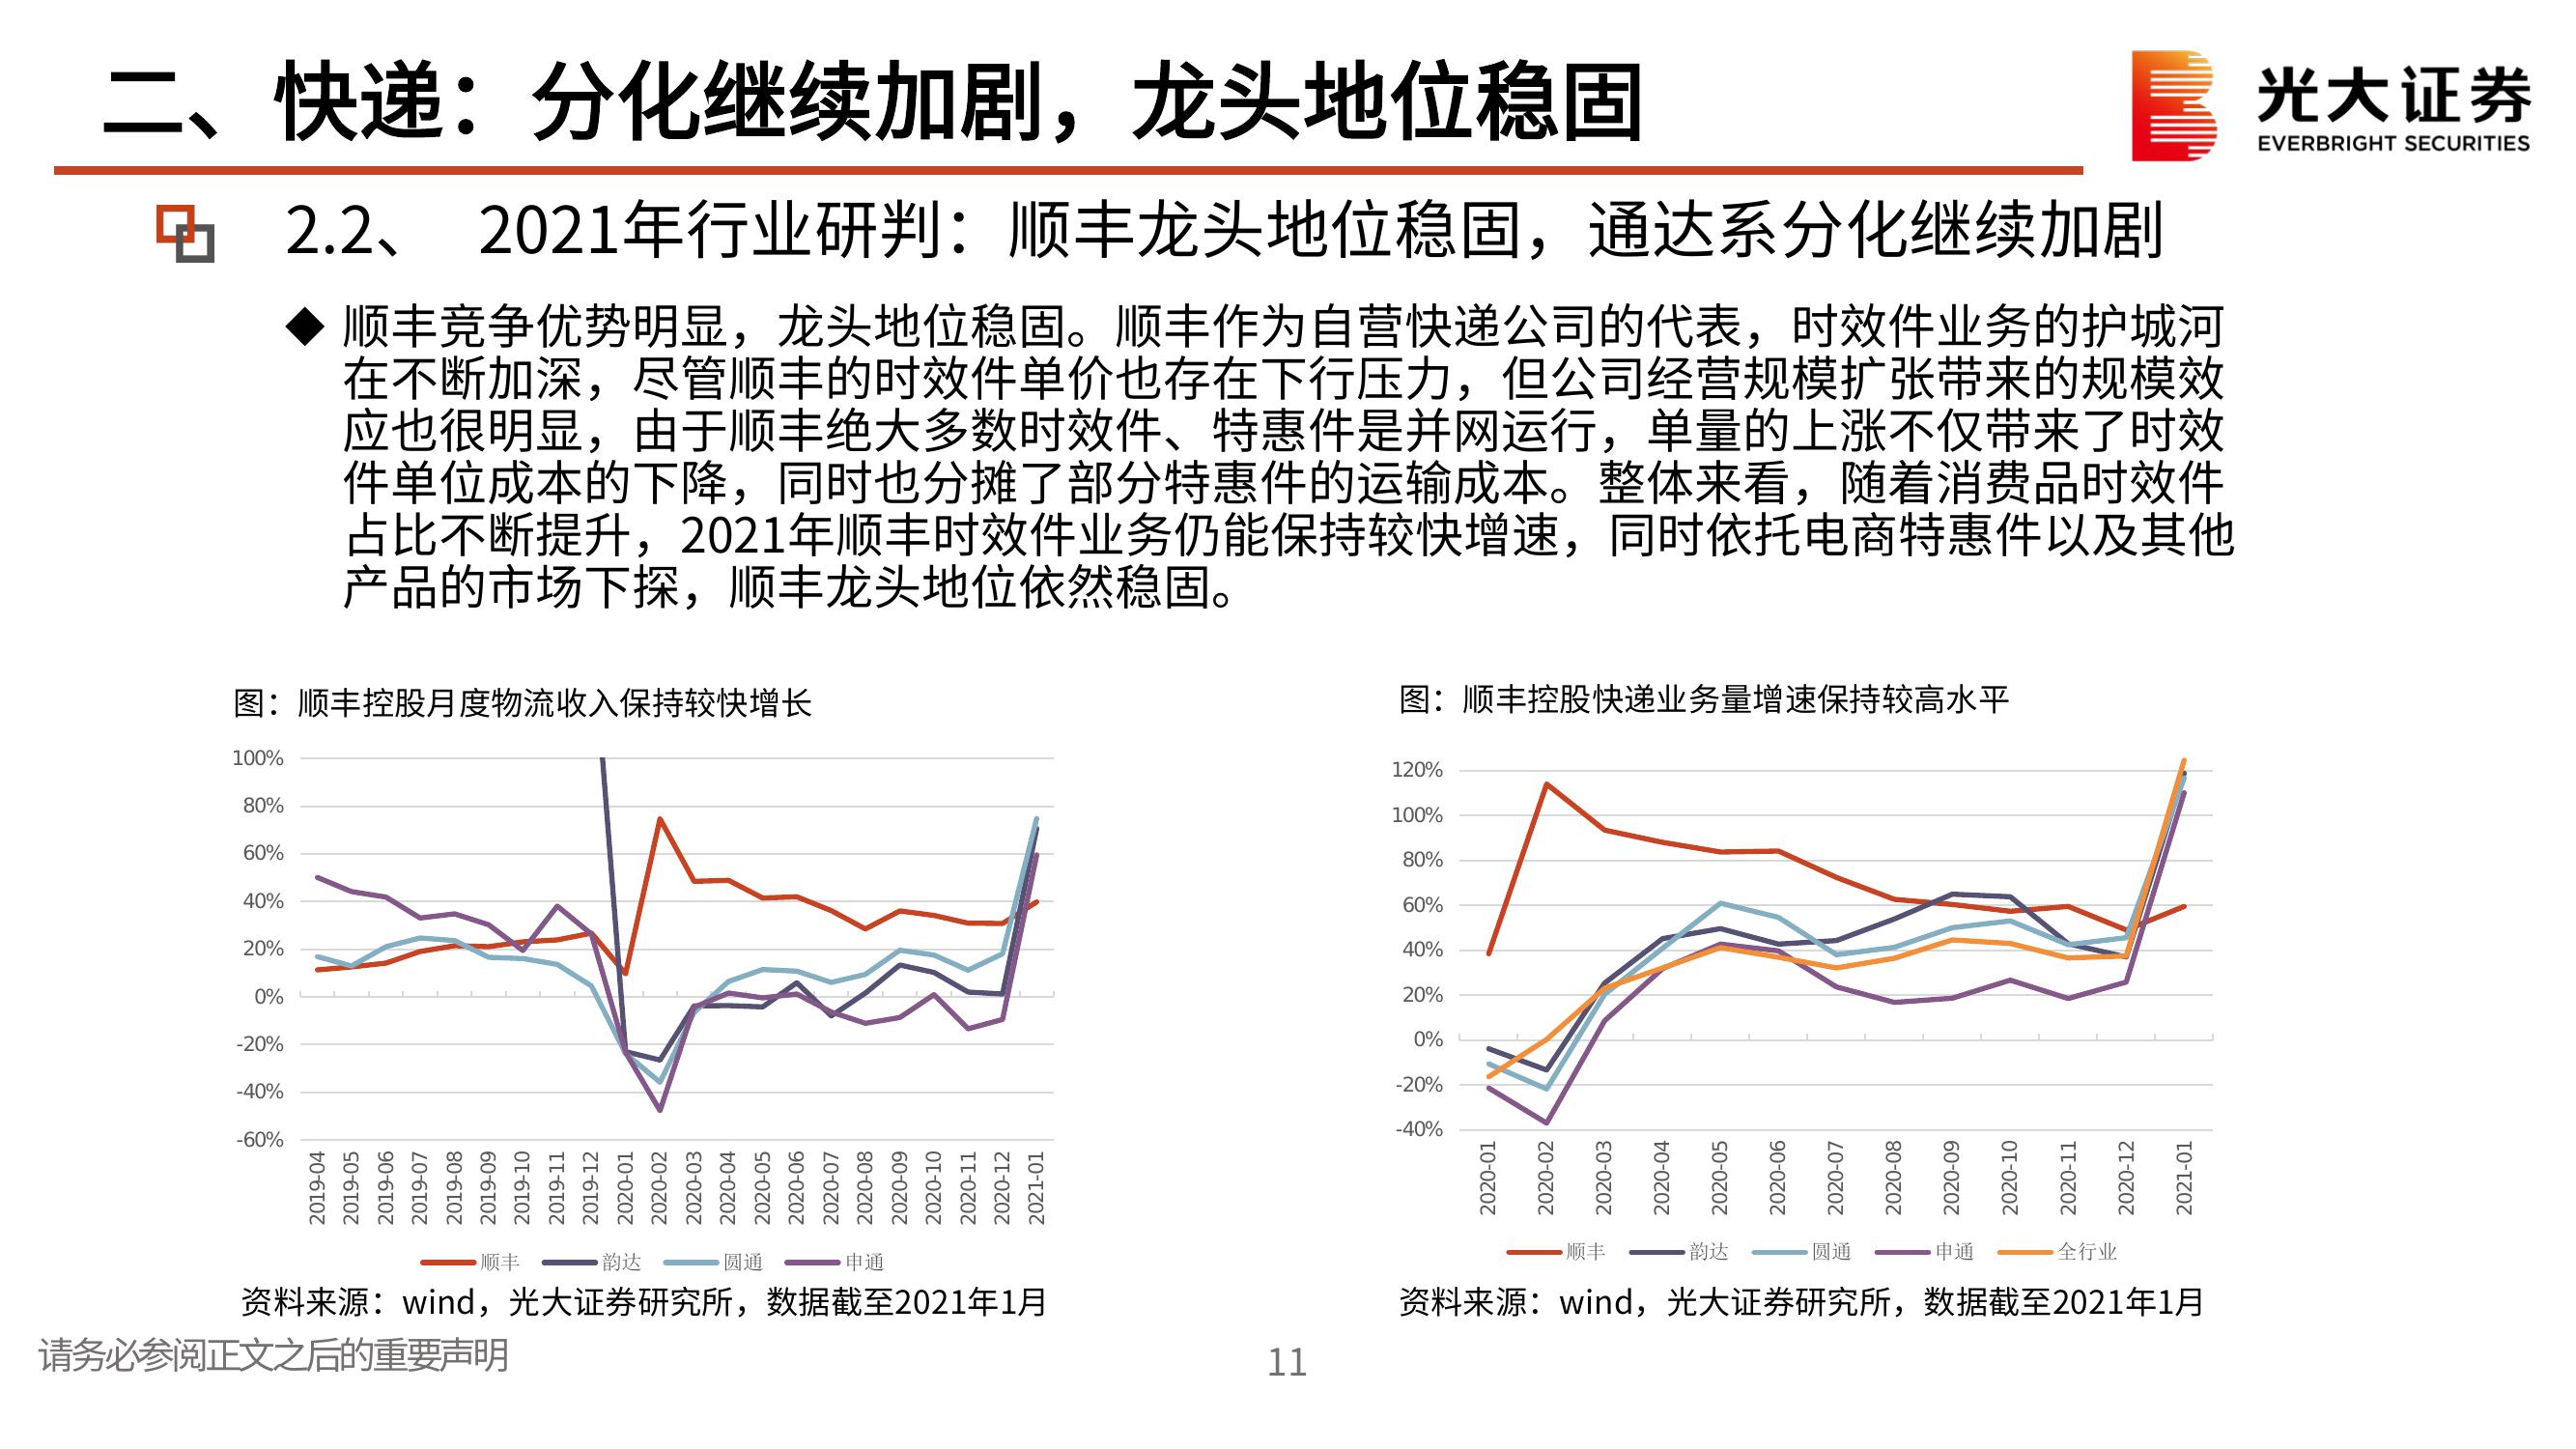 二、快递：分化继续加剧，龙头地位稳固
光大证券
EVERBRIGHT SECURITIES
2.2、 2021年行业研判：顺丰龙头地位稳固，通达系分化继续加剧
◆ 顺丰竞争优势明显，龙头地位稳固。顺丰作为自营快递公司的代表，时效件业务的护城河
在不断加深，尽管顺丰的时效件单价也存在下行压力，但公司经营规模扩张带来的规模效
应也很明显，由于顺丰绝大多数时效件、特惠件是并网运行，单量的上涨不仅带来了时效
件单位成本的下降，同时也分摊了部分特惠件的运输成本。整体来看，随着消费品时效件
占比不断提升，2021年顺丰时效件业务仍能保持较快增速，同时依托电商特惠件以及其他
产品的市场下探，顺丰龙头地位依然稳固。
图：顺丰控股月度物流收入保持较快增长
100%
80%
60%
40%
20%
0%
-20%
-40%
-60%
2019-04 2019-05 2019-06 2019-07 2019-08 2019-09 2019-10 2019-11 2019-12 2020-01 2020-02 2020-03 2020-04 2020-05 2020-06 2020-07 2020-08 2020-09 2020-10 2020-11 2020-12 2021-01
顺丰 韵达 圆通 申通
资料来源：wind，光大证券研究所，数据截至2021年1月
图：顺丰控股快递业务量增速保持较高水平
120%
100%
80%
60%
40%
20%
0%
-20%
-40%
2020-01 2020-02 2020-03 2020-04 2020-05 2020-06 2020-07 2020-08 2020-09 2020-10 2020-11 2020-12 2021-01
顺丰 韵达 圆通 申通 全行业
资料来源：wind，光大证券研究所，数据截至2021年1月
请务必参阅正文之后的重要声明
11